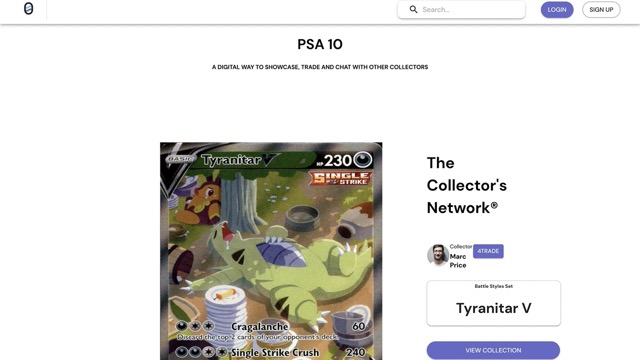 Search...
LOGIN
SIGN UP
PSA 10
A DIGITAL WAY TO SHOWCASE, TRADE AND CHAT WITH OTHER COLLECTORS
BASIC
Tyranitar V
HP 230
SINGLE STRIKE
Cragalanche 60
Discard the top 2 cards of your opponent's deck.
Single Strike Crush 240
The
Collector's
Network®
Collector
Marc
Price
4TRADE
Battle Styles Set
Tyranitar V
VIEW COLLECTION